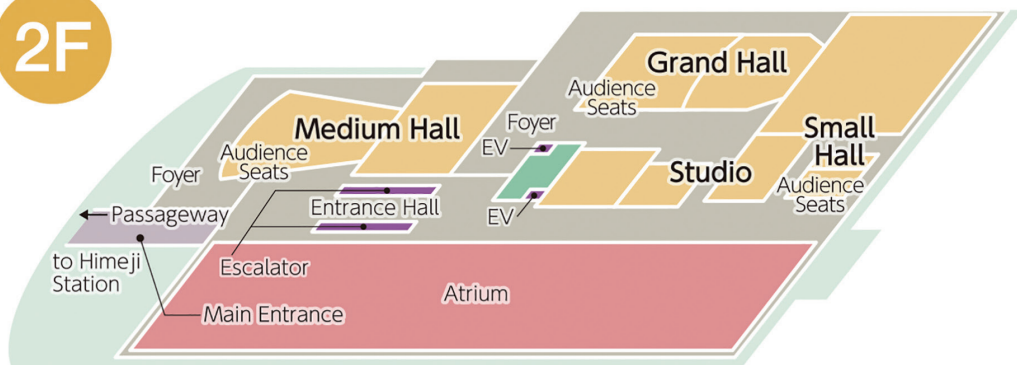 2F
Grand Hall
Audience
Seats
Medium Hall
Audience
Seats
Foyer
Foyer
EV
EV
Small
Hall
Audience
Seats
Studio
Passageway
to Himeji
Station
Entrance Hall
Escalator
Main Entrance
Atrium